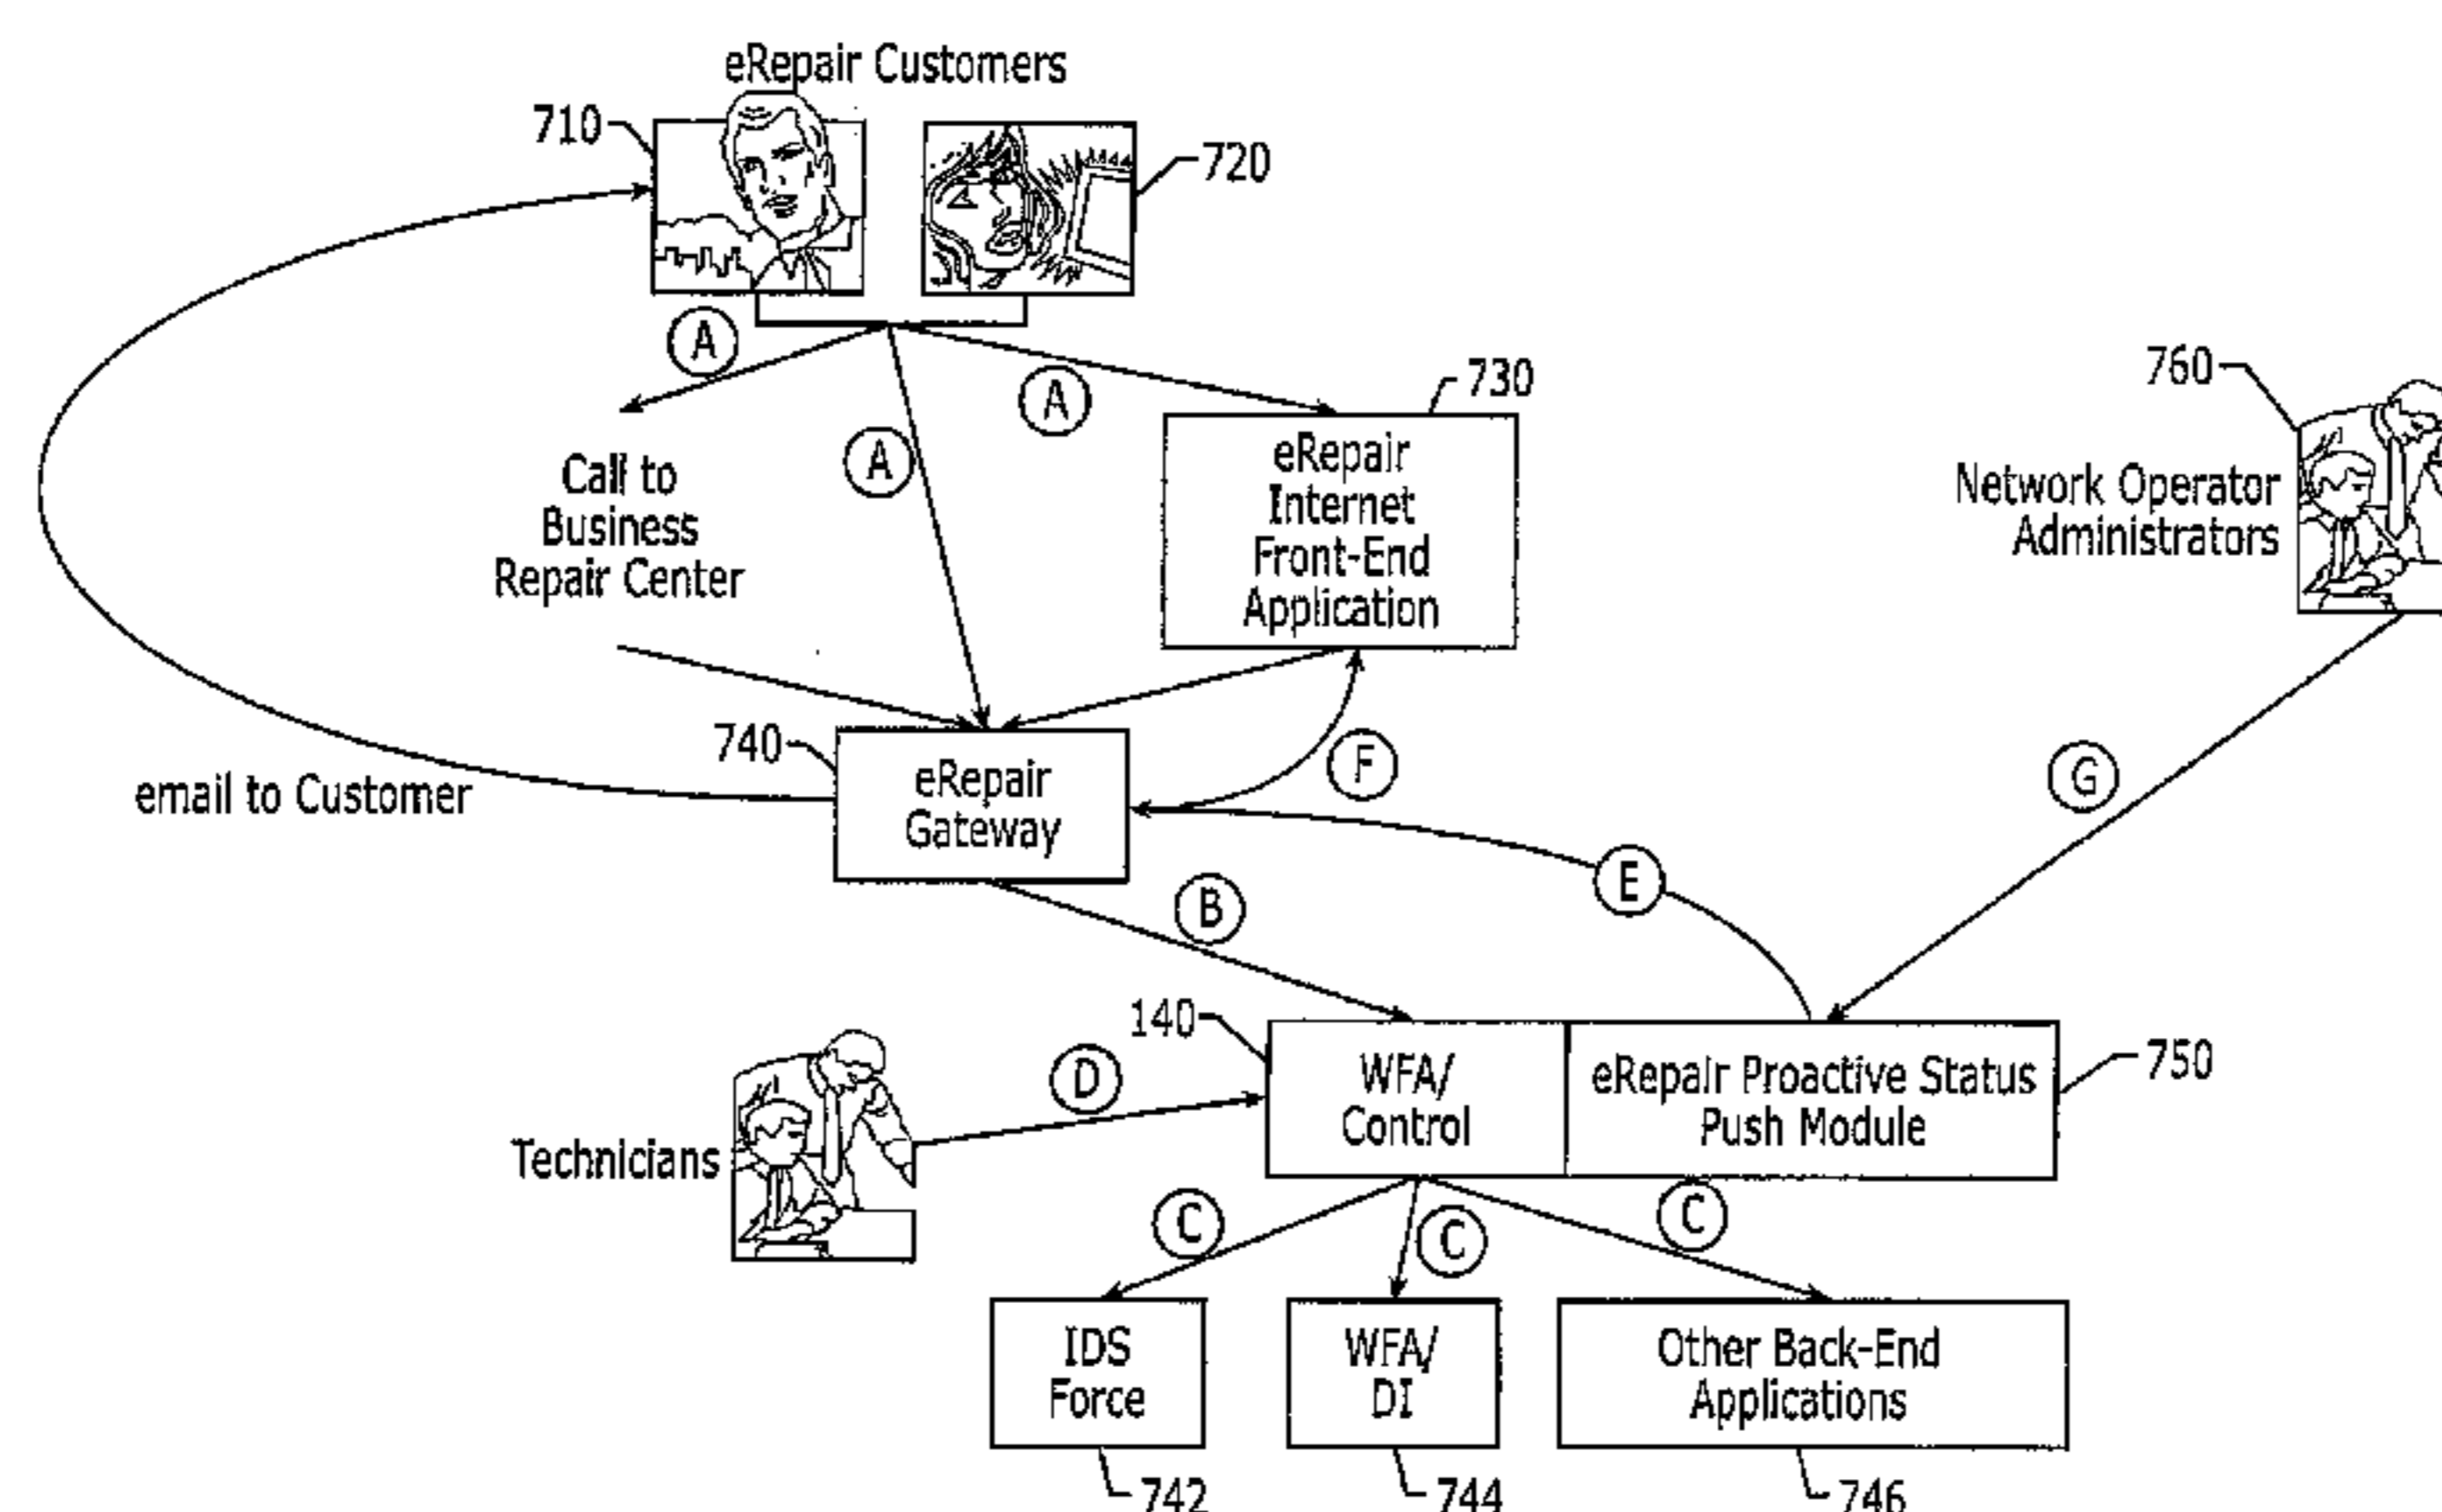 eRepair Customers
710
720
A
A
A
730
760
eRepair
Internet
Front-End
Application
Call to
Business
Repair Center
Network Operator
Administrators
740
eRepair
Gateway
F
G
email to Customer
E
B
140
WFA/
Control
eRepair Proactive Status
Push Module
750
D
Technicians
C
C
C
IDS
Force
WFA/
DI
Other Back-End
Applications
742
744
746